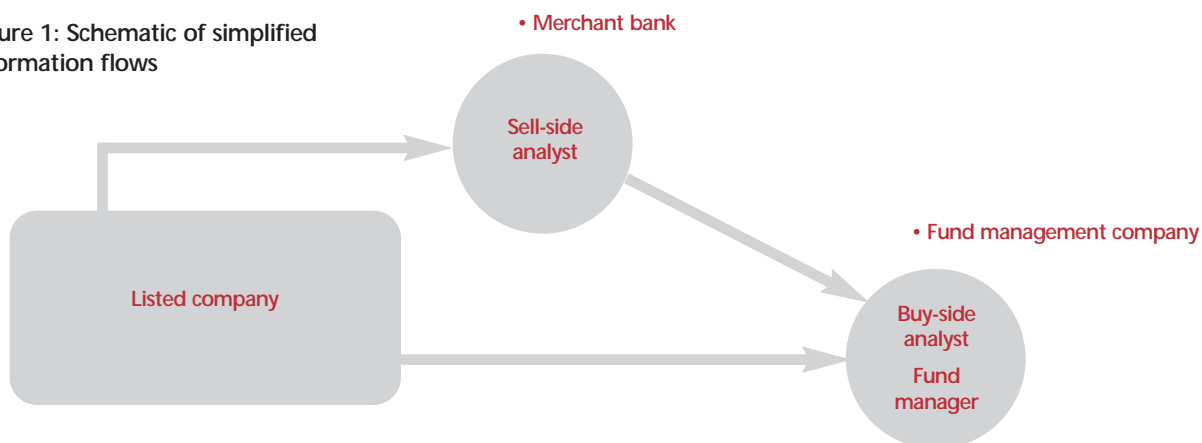 ure 1: Schematic of simplified
ormation flows
• Merchant bank
Sell-side
analyst
• Fund management company
Listed company
Buy-side
analyst
Fund
manager